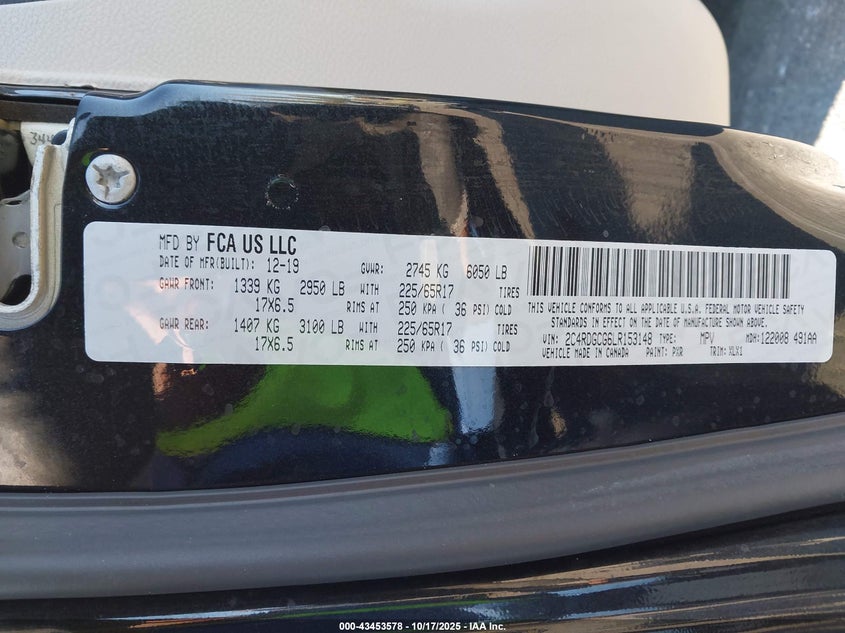 344
MFD BY FCA US LLC
DATE OF MFR(BUILT): 12-19 GVWR: 2745 KG 6050 LB
GAWR FRONT: 1339 KG 2950 LB WITH 225/65R17 TIRES
17X6.5 RIMS AT 250 KPA ( 36 PSI) COLD
GAWR REAR: 1407 KG 3100 LB WITH 225/65R17 TIRES
17X6.5 RIMS AT 250 KPA ( 36 PSI) COLD
THIS VEHICLE CONFORMS TO ALL APPLICABLE U.S.A. FEDERAL MOTOR VEHICLE SAFETY
STANDARDS IN EFFECT ON THE DATE OF MANUFACTURE SHOWN ABOVE.
VIN: 2C4RDGCG6LR153148 TYPE: MPV MDH: 122008 491AA
VEHICLE MADE IN CANADA PAINT: PXR TRIM: XLX1
000-43453578 - 10/17/2025 - IAA Inc.